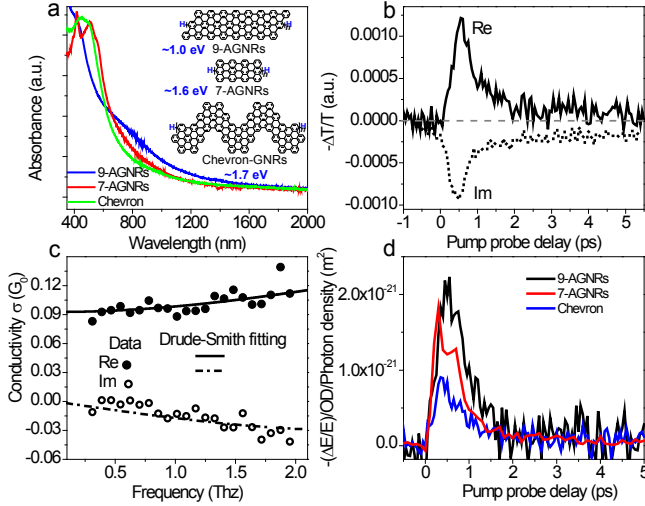 a
Absorbance (a.u.)
H
H
#
9-AGNRs
~1.0 eV
H
H
#
7-AGNRs
~1.6 eV
H
H
#
Chevron-GNRs
~1.7 eV
9-AGNRs
7-AGNRs
Chevron
400 800 1200 1600 2000
Wavelength (nm)
b
-ΔT/T (a.u.)
Re
Im
0.0010
0.0005
0.0000
-0.0005
-0.0010
-1 0 1 2 3 4 5
Pump probe delay (ps)
c
Conductivity σ(G0)
0.12
0.09
0.06
0.03
0.00
-0.03
-0.06
Data
Drude-Smith fitting
Re
Im
0.5 1.0 1.5 2.0
Frequency (Thz)
d
-(ΔE/E)/OD/Photon density (m²)
2.0x10⁻²¹
1.0x10⁻²¹
0.0
9-AGNRs
7-AGNRs
Chevron
0 1 2 3 4 5
Pump probe delay (ps)